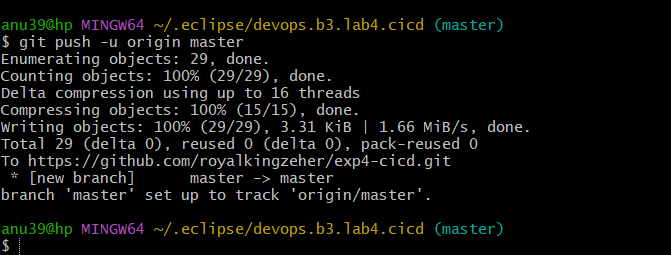 anu39@hp MINGW64 ~/.eclipse/devops.b3.lab4.cicd (master)
$ git push -u origin master
Enumerating objects: 29, done.
Counting objects: 100% (29/29), done.
Delta compression using up to 16 threads
Compressing objects: 100% (15/15), done.
Writing objects: 100% (29/29), 3.31 KiB | 1.66 MiB/s, done.
Total 29 (delta 0), reused 0 (delta 0), pack-reused 0
To https://github.com/royalkingzeher/exp4-cicd.git
 * [new branch]      master -> master
branch 'master' set up to track 'origin/master'.
anu39@hp MINGW64 ~/.eclipse/devops.b3.lab4.cicd (master)
$